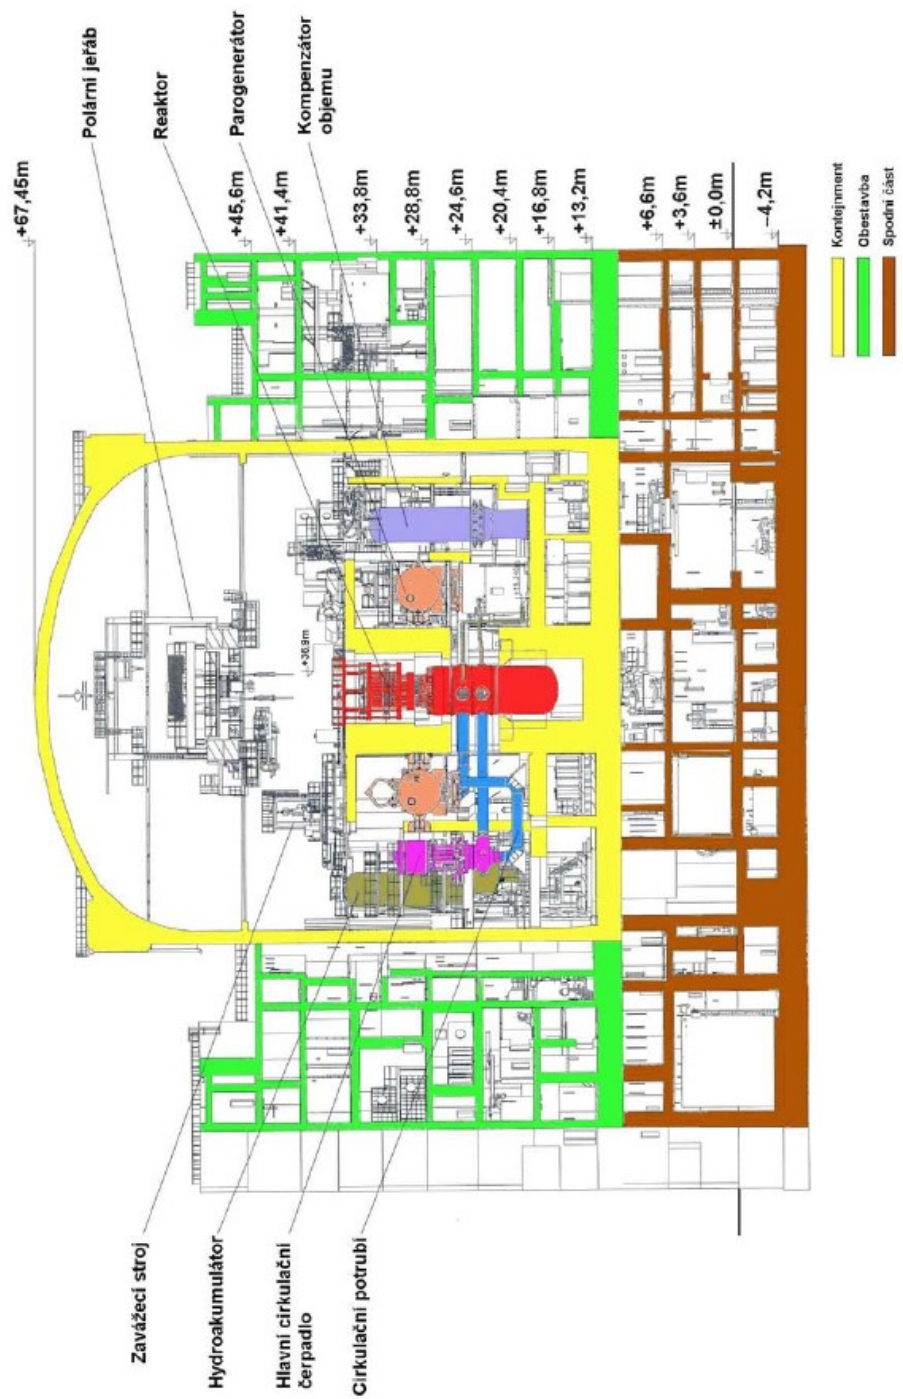 Polární jeřáb
Reaktor
Parogenerátor
Kompenzátor
objemu
+67,45m
+45,6m
+41,4m
+33,8m
+28,8m
+24,6m
+20,4m
+16,8m
+13,2m
+6,6m
+3,6m
±0,0m
-4,2m
+36,9m
Zavážecí stroj
Hydroakumulátor
Hlavní cirkulační
čerpadlo
Cirkulační potrubí
Kontejnment
Obestavba
Spodní část